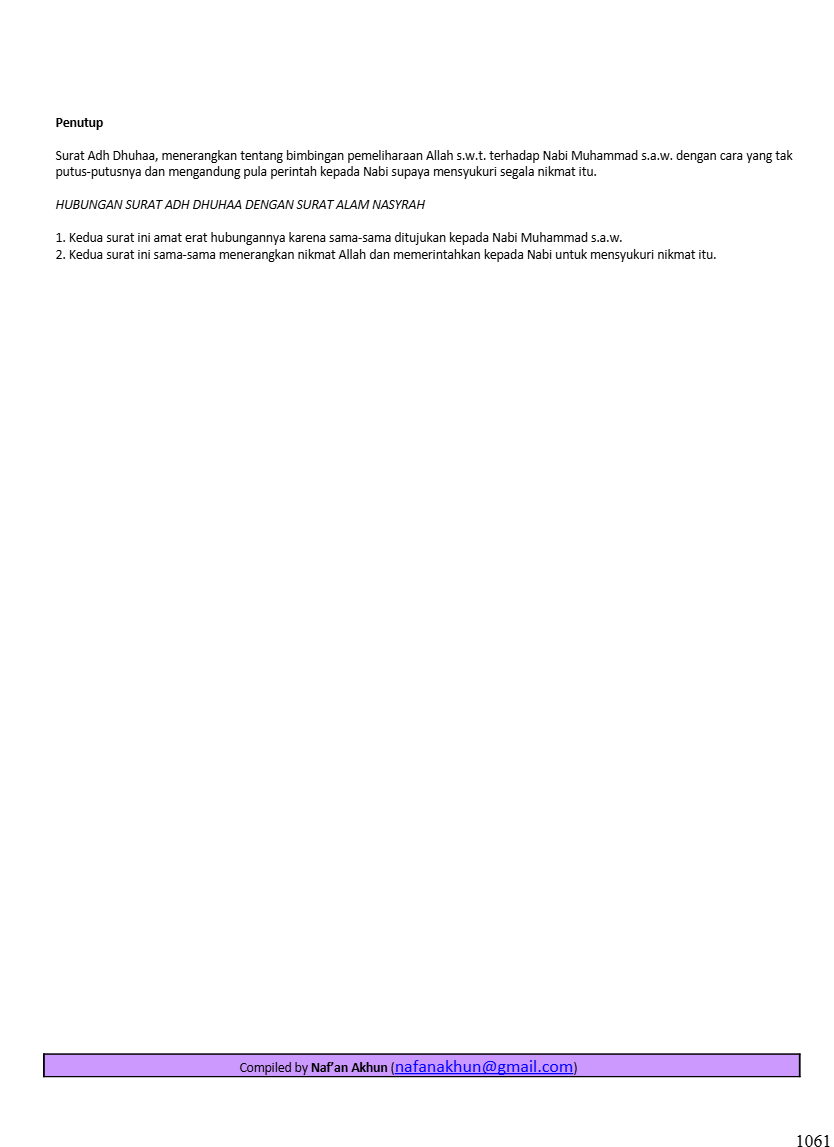 Penutup
Surat Adh Dhuhaa, menerangkan tentang bimbingan pemeliharaan Allah s.w.t. terhadap Nabi Muhammad s.a.w. dengan cara yang tak
putus-putusnya dan mengandung pula perintah kepada Nabi supaya mensyukuri segala nikmat itu.
HUBUNGAN SURAT ADH DHUHAA DENGAN SURAT ALAM NASYRAH
1. Kedua surat ini amat erat hubungannya karena sama-sama ditujukan kepada Nabi Muhammad s.a.w.
2. Kedua surat ini sama-sama menerangkan nikmat Allah dan memerintahkan kepada Nabi untuk mensyukuri nikmat itu.
Compiled by Naf’an Akhun (nafanakhun@gmail.com)
1061